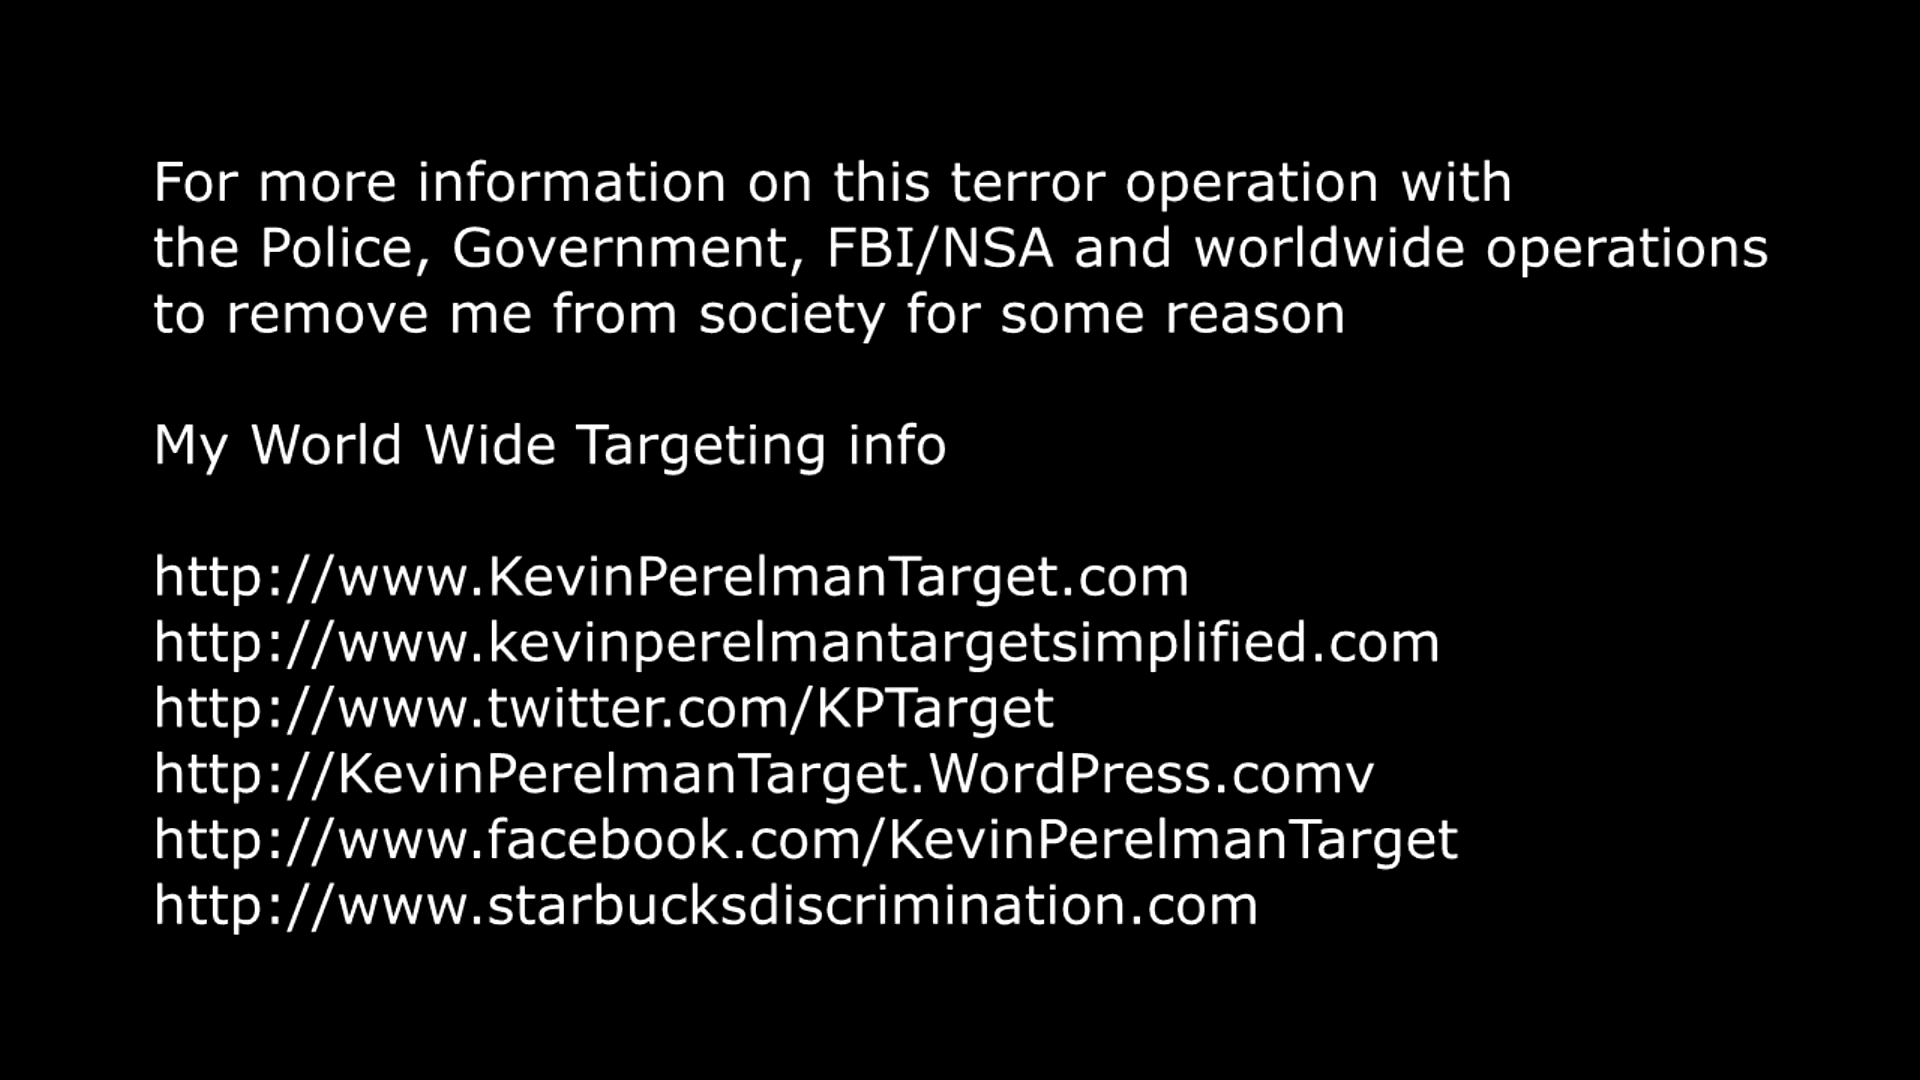 For more information on this terror operation with
the Police, Government, FBI/NSA and worldwide operations
to remove me from society for some reason
My World Wide Targeting info
http://www.KevinPerelmanTarget.com
http://www.kevinperelmantargetsimplified.com
http://www.twitter.com/KPTarget
http://KevinPerelmanTarget.WordPress.comv
http://www.facebook.com/KevinPerelmanTarget
http://www.starbucksdiscrimination.com